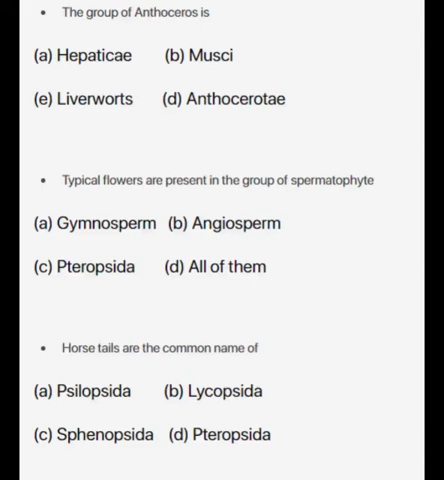 • The group of Anthoceros is
(a) Hepaticae (b) Musci
(e) Liverworts (d) Anthocerotae
• Typical flowers are present in the group of spermatophyte
(a) Gymnosperm (b) Angiosperm
(c) Pteropsida (d) All of them
• Horse tails are the common name of
(a) Psilopsida (b) Lycopsida
(c) Sphenopsida (d) Pteropsida